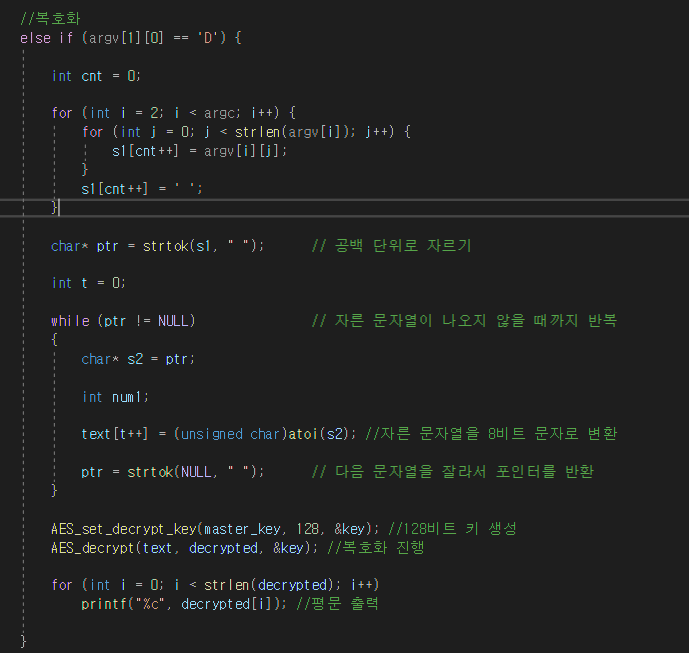 //복호화
else if (argv[1][0] == 'D') {
int cnt = 0;
for (int i = 2; i < argc; i++) {
for (int j = 0; j < strlen(argv[i]); j++) {
s1[cnt++] = argv[i][j];
}
s1[cnt++] = ' ';
}
char* ptr = strtok(s1, " "); // 공백 단위로 자르기
int t = 0;
while (ptr != NULL) // 자른 문자열이 나오지 않을 때까지 반복
{
char* s2 = ptr;
int num1;
text[t++] = (unsigned char)atoi(s2); //자른 문자열을 8비트 문자로 변환
ptr = strtok(NULL, " "); // 다음 문자열을 잘라서 포인터를 반환
}
AES_set_decrypt_key(master_key, 128, &key); //128비트 키 생성
AES_decrypt(text, decrypted, &key); //복호화 진행
for (int i = 0; i < strlen(decrypted); i++)
printf("%c", decrypted[i]); //평문 출력
}